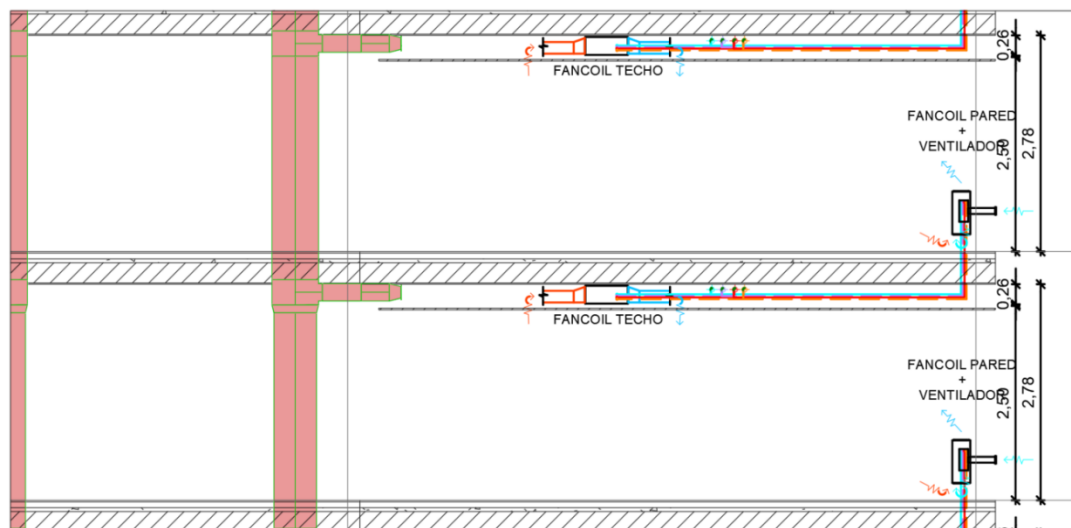 0,26
FANCOIL TECHO
FANCOIL PARED
+
VENTILADOR
2,50
2,78
0,26
FANCOIL TECHO
FANCOIL PARED
+
VENTILADOR
2,50
2,78